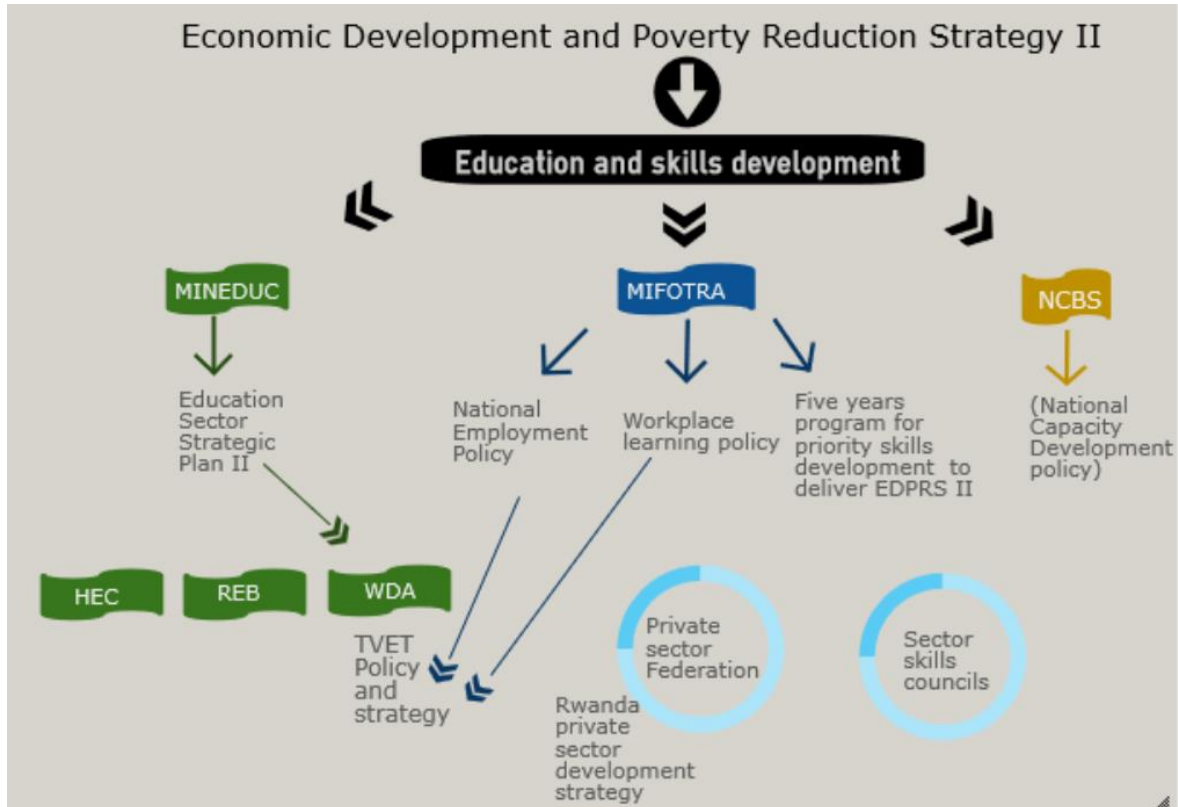 Economic Development and Poverty Reduction Strategy II
Education and skills development
MINEDUC
MIFOTRA
NCBS
Education
Sector
Strategic
Plan II
National
Employment
Policy
Workplace
learning policy
Five years
program for
priority skills
development to
deliver EDPRS II
(National
Capacity
Development
policy)
HEC
REB
WDA
TVET
Policy
and
strategy
Private
sector
Federation
Rwanda
private
sector
development
strategy
Sector
skills
councils